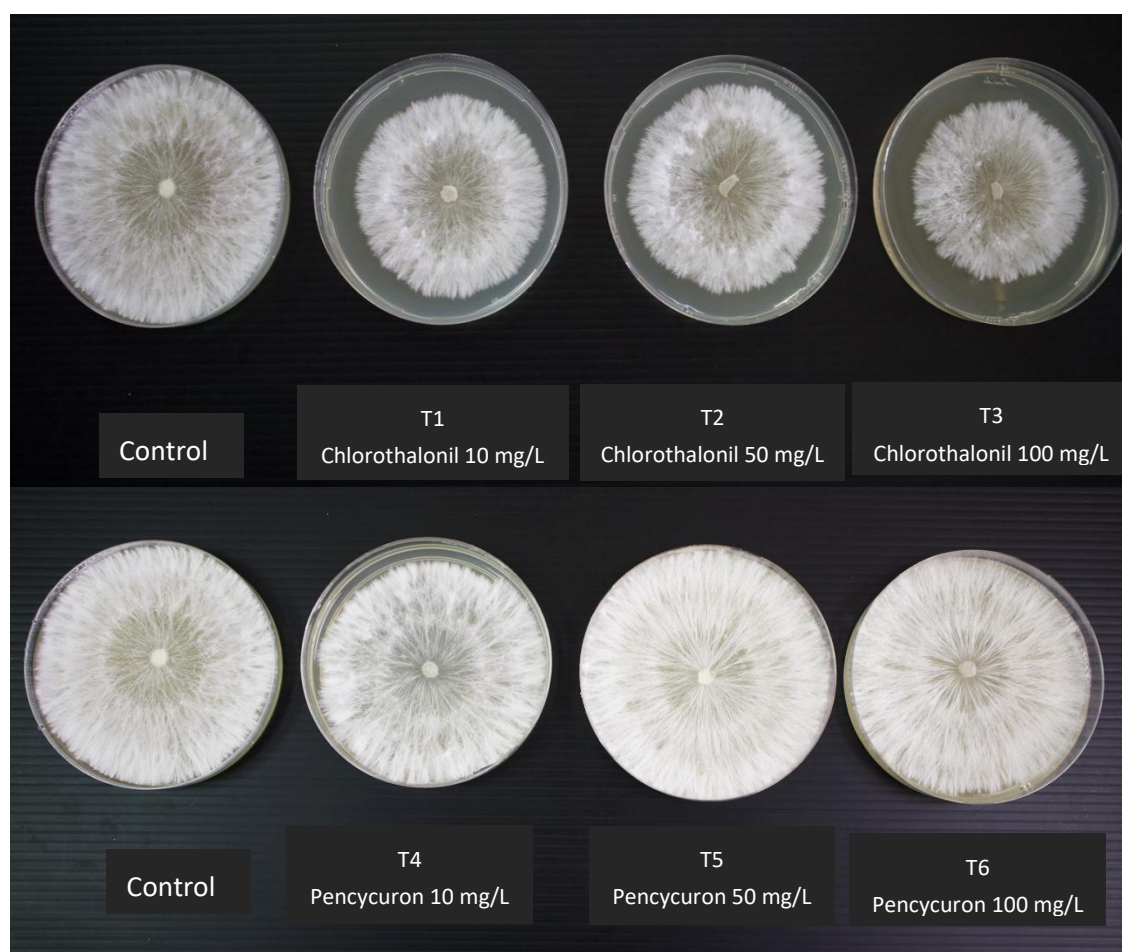 Control
T1
Chlorothalonil 10 mg/L
T2
Chlorothalonil 50 mg/L
T3
Chlorothalonil 100 mg/L
Control
T4
Pencycuron 10 mg/L
T5
Pencycuron 50 mg/L
T6
Pencycuron 100 mg/L